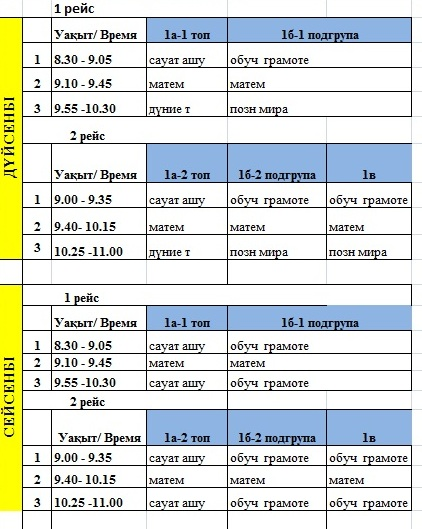 1 рейс
ДҮЙСЕНБІ
Уақыт/ Время 1а-1 топ 1б-1 подгрупа
1 8.30 - 9.05 сауат ашу обуч грамоте
2 9.10 - 9.45 матем матем
3 9.55 -10.30 дүние т позн мира
2 рейс
Уақыт/ Время 1а-2 топ 1б-2 подгрупа 1в
1 9.00 - 9.35 сауат ашу обуч грамоте обуч грамоте
2 9.40- 10.15 матем матем матем
3 10.25 -11.00 дүние т позн мира позн мира
СЕЙСЕНБІ
1 рейс
Уақыт/ Время 1а-1 топ 1б-1 подгрупа
1 8.30 - 9.05 сауат ашу обуч грамоте
2 9.10 - 9.45 матем матем
3 9.55 -10.30 сауат ашу обуч грамоте
2 рейс
Уақыт/ Время 1а-2 топ 1б-2 подгрупа 1в
1 9.00 - 9.35 сауат ашу обуч грамоте обуч грамоте
2 9.40- 10.15 матем матем матем
3 10.25 -11.00 сауат ашу обуч грамоте обуч грамоте